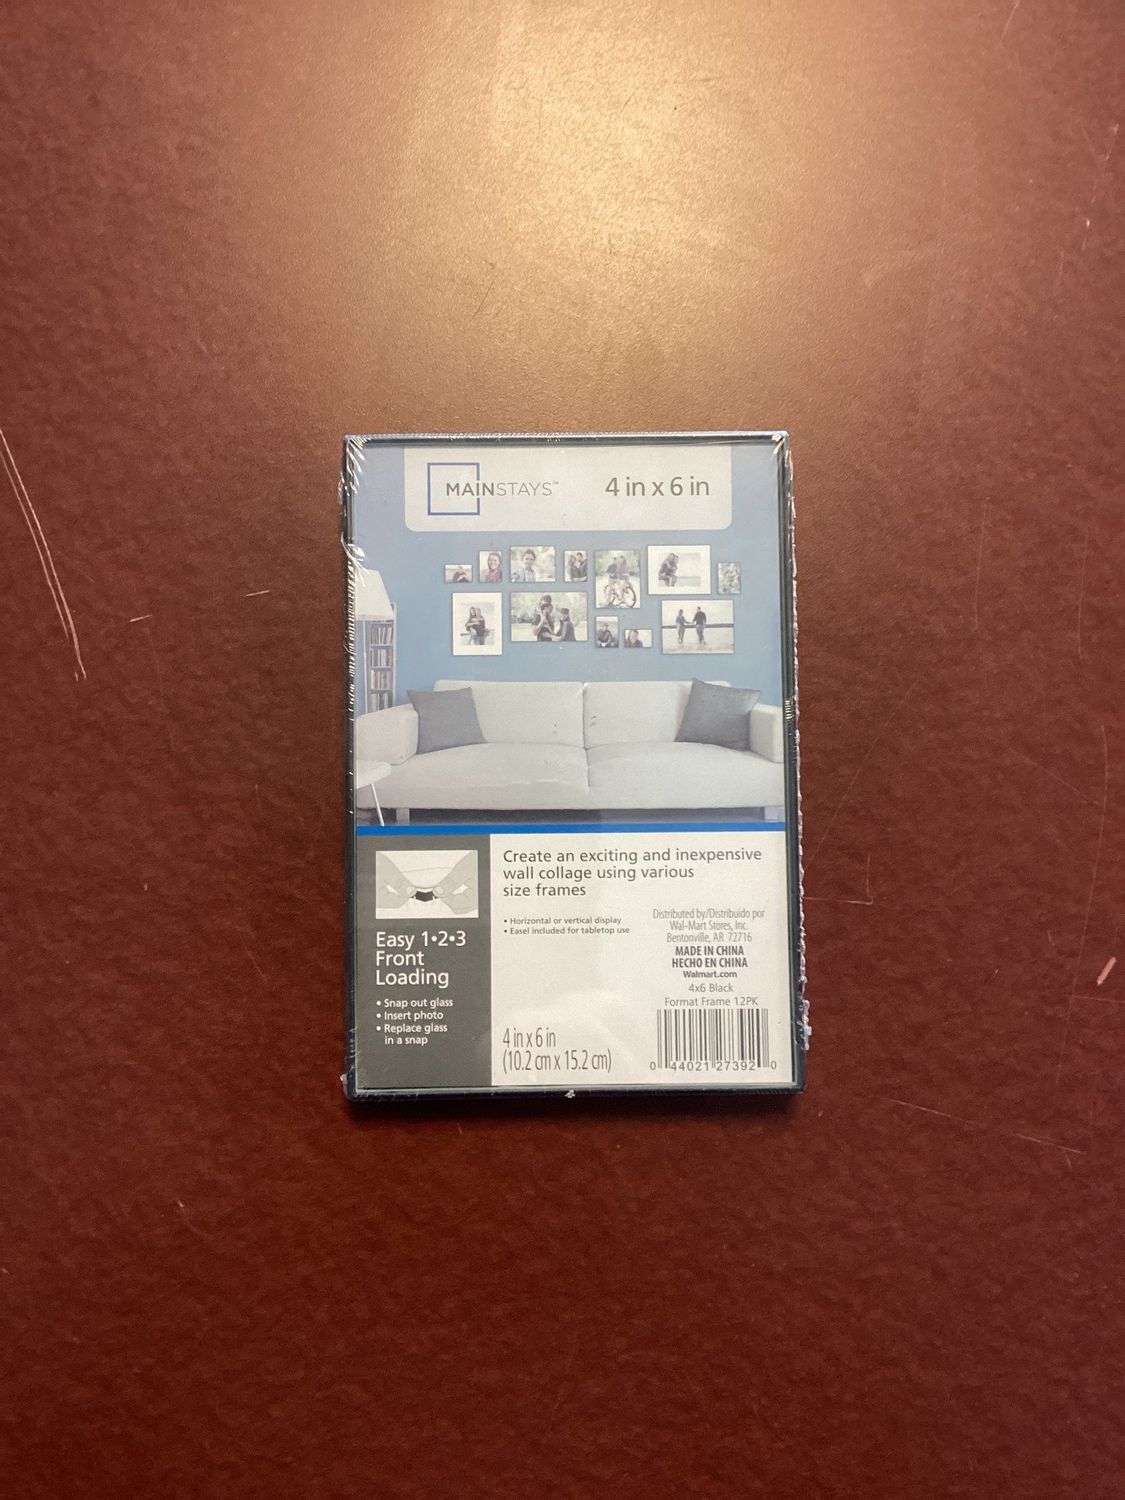 MAINSTAYS™
4 in x 6 in
Create an exciting and inexpensive
wall collage using various
size frames
• Horizontal or vertical display
• Easel included for tabletop use
Distributed by/Distribuido por
Wal-Mart Stores, Inc.
Bentonville, AR 72716
MADE IN CHINA
HECHO EN CHINA
Walmart.com
4x6 Black
Format Frame 12PK
Easy 1•2•3
Front
Loading
• Snap out glass
• Insert photo
• Replace glass
in a snap
4 in x 6 in
(10.2 cm x 15.2 cm)
0 44021 27392 0